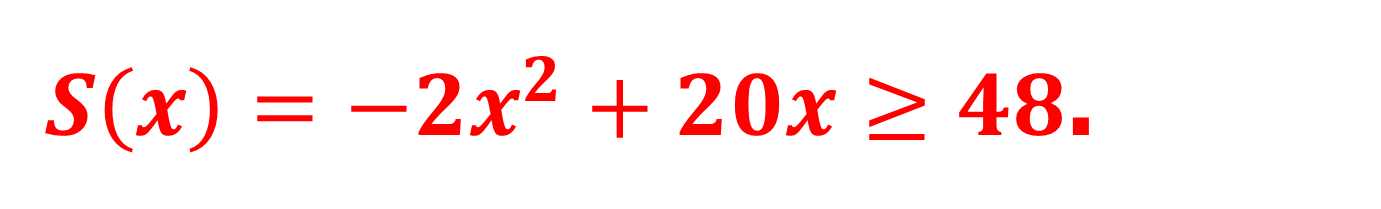 S(x) = −2x² + 20x ≥ 48.